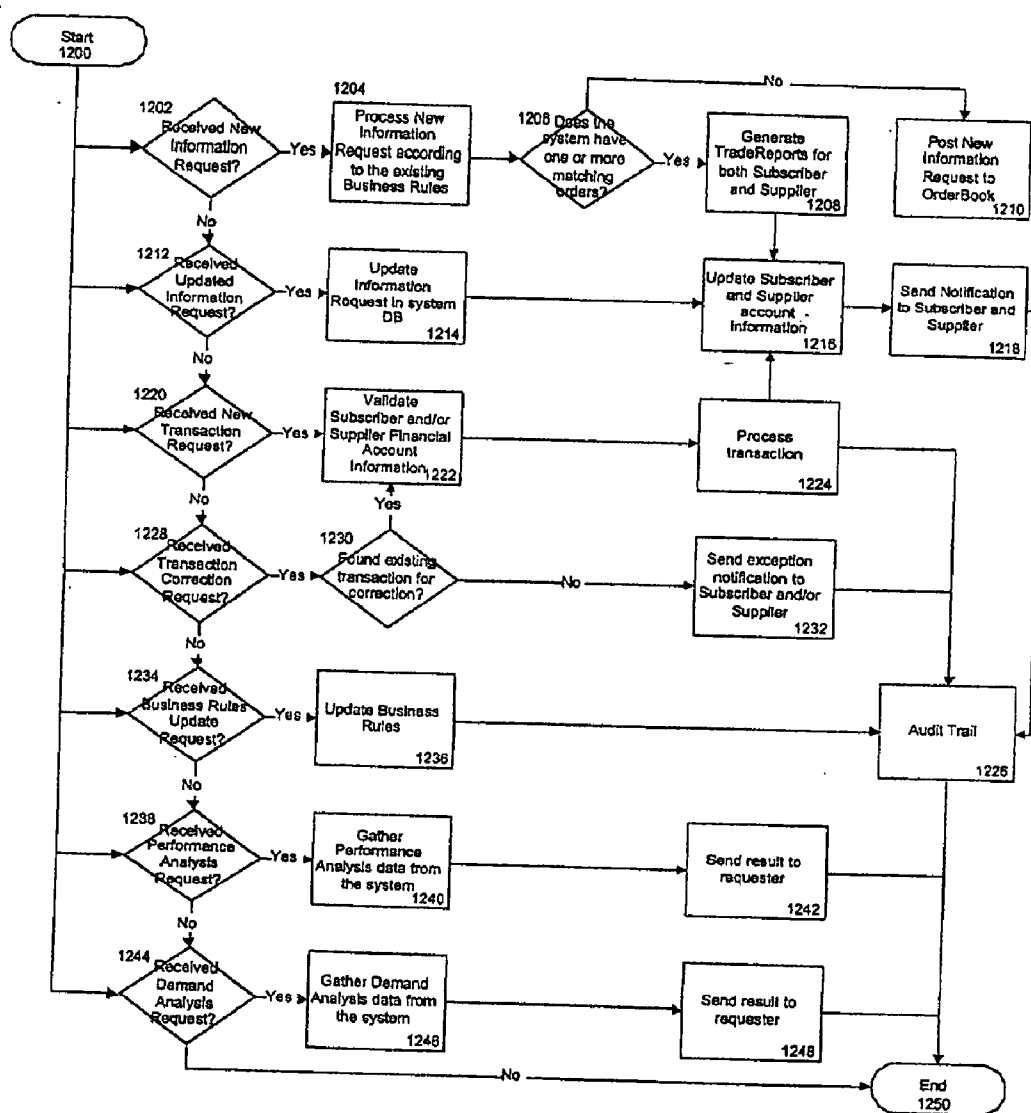 Start
1200
1202
Received New
Information
Request?
Yes
No
1204
Process New
Information
Request according
to the existing
Business Rules
1206
Does the
system have
one or more
matching
orders?
Yes
No
Generate
TradeReports for
both Subscriber
and Supplier
1208
Post New
Information
Request to
OrderBook
1210
1212
Received
Updated
Information
Request?
Yes
No
Update
Information
Request in system
DB
1214
Update Subscriber
and Supplier
account
Information
1216
Send Notification
to Subscriber and
Supplier
1218
1220
Received New
Transaction
Request?
Yes
No
Validate
Subscriber and/or
Supplier Financial
Account
Information
1222
Process
transaction
1224
Yes
1228
Received
Transaction
Correction
Request?
Yes
No
1230
Found existing
transaction for
correction?
No
Send exception
notification to
Subscriber and/or
Supplier
1232
1234
Received
Business Rules
Update
Request?
Yes
No
Update Business
Rules
1236
Audit Trail
1226
1238
Received
Performance
Analysis
Request?
Yes
No
Gather
Performance
Analysis data from
the system
1240
Send result to
requester
1242
1244
Received
Demand
Analysis
Request?
Yes
Gather Demand
Analysis data from
the system
1246
Send result to
requester
1248
No
End
1250